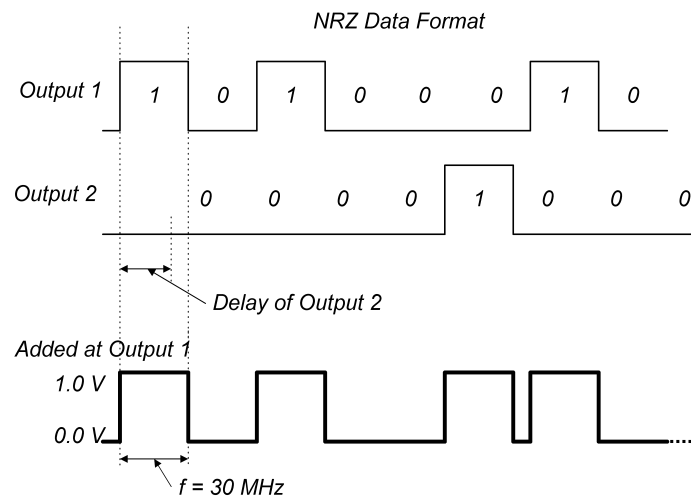 NRZ Data Format
Output 1 1 0 1 0 0 0 1 0
Output 2 0 0 0 0 1 0 0 0
Delay of Output 2
Added at Output 1
1.0 V
0.0 V
f = 30 MHz